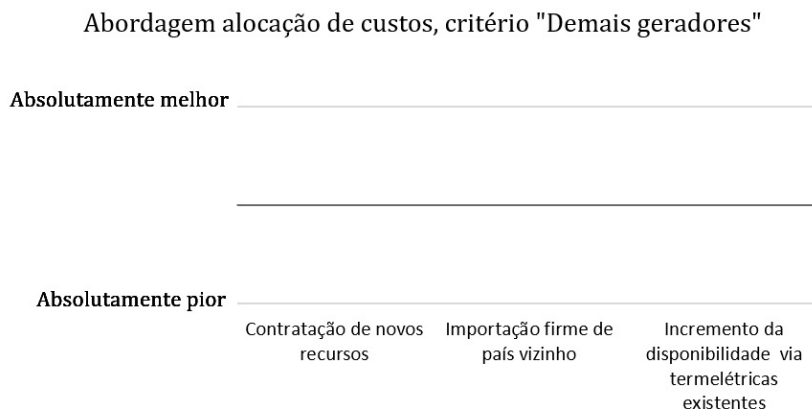 Abordagem alocação de custos, critério "Demais geradores"
Absolutamente melhor
Absolutamente pior
Contratação de novos
recursos
Importação firme de
país vizinho
Incremento da
disponibilidade via
termelétricas
existentes